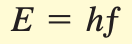 E = hf